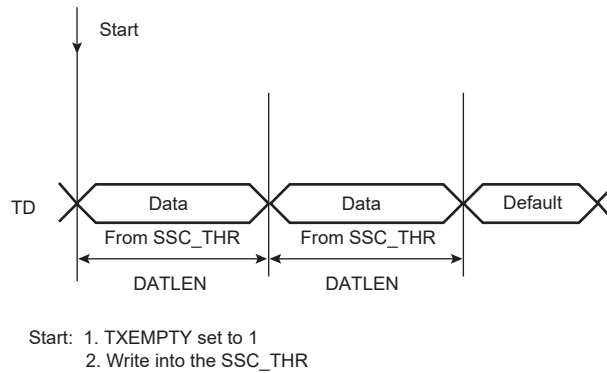 Start
TD
Data
Data
Default
From SSC_THR
From SSC_THR
DATLEN
DATLEN
Start: 1. TXEMPTY set to 1
2. Write into the SSC_THR